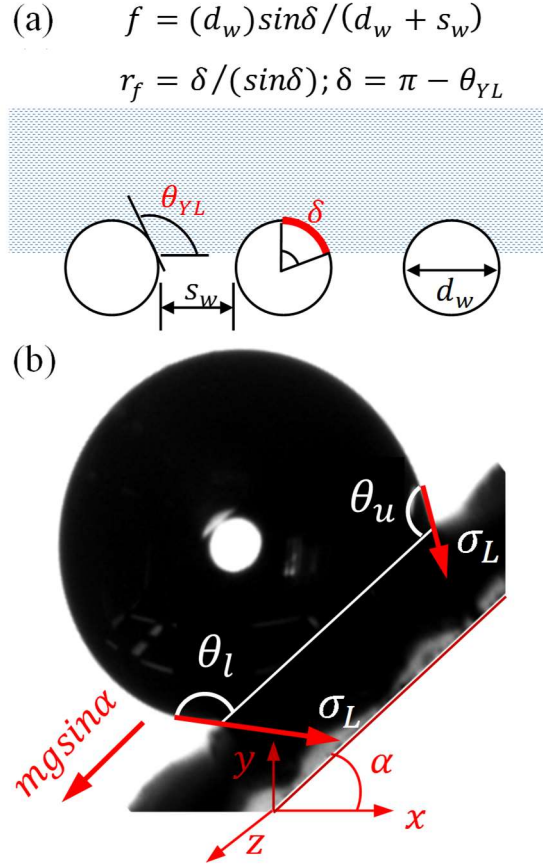 (a) f = (d_w)sinδ/(d_w + s_w)
r_f = δ/(sinδ); δ = π − θ_YL
θ_YL
δ
s_w
d_w
(b)
θ_u
σ_L
θ_l
σ_L
mgsinα
y
α
x
z